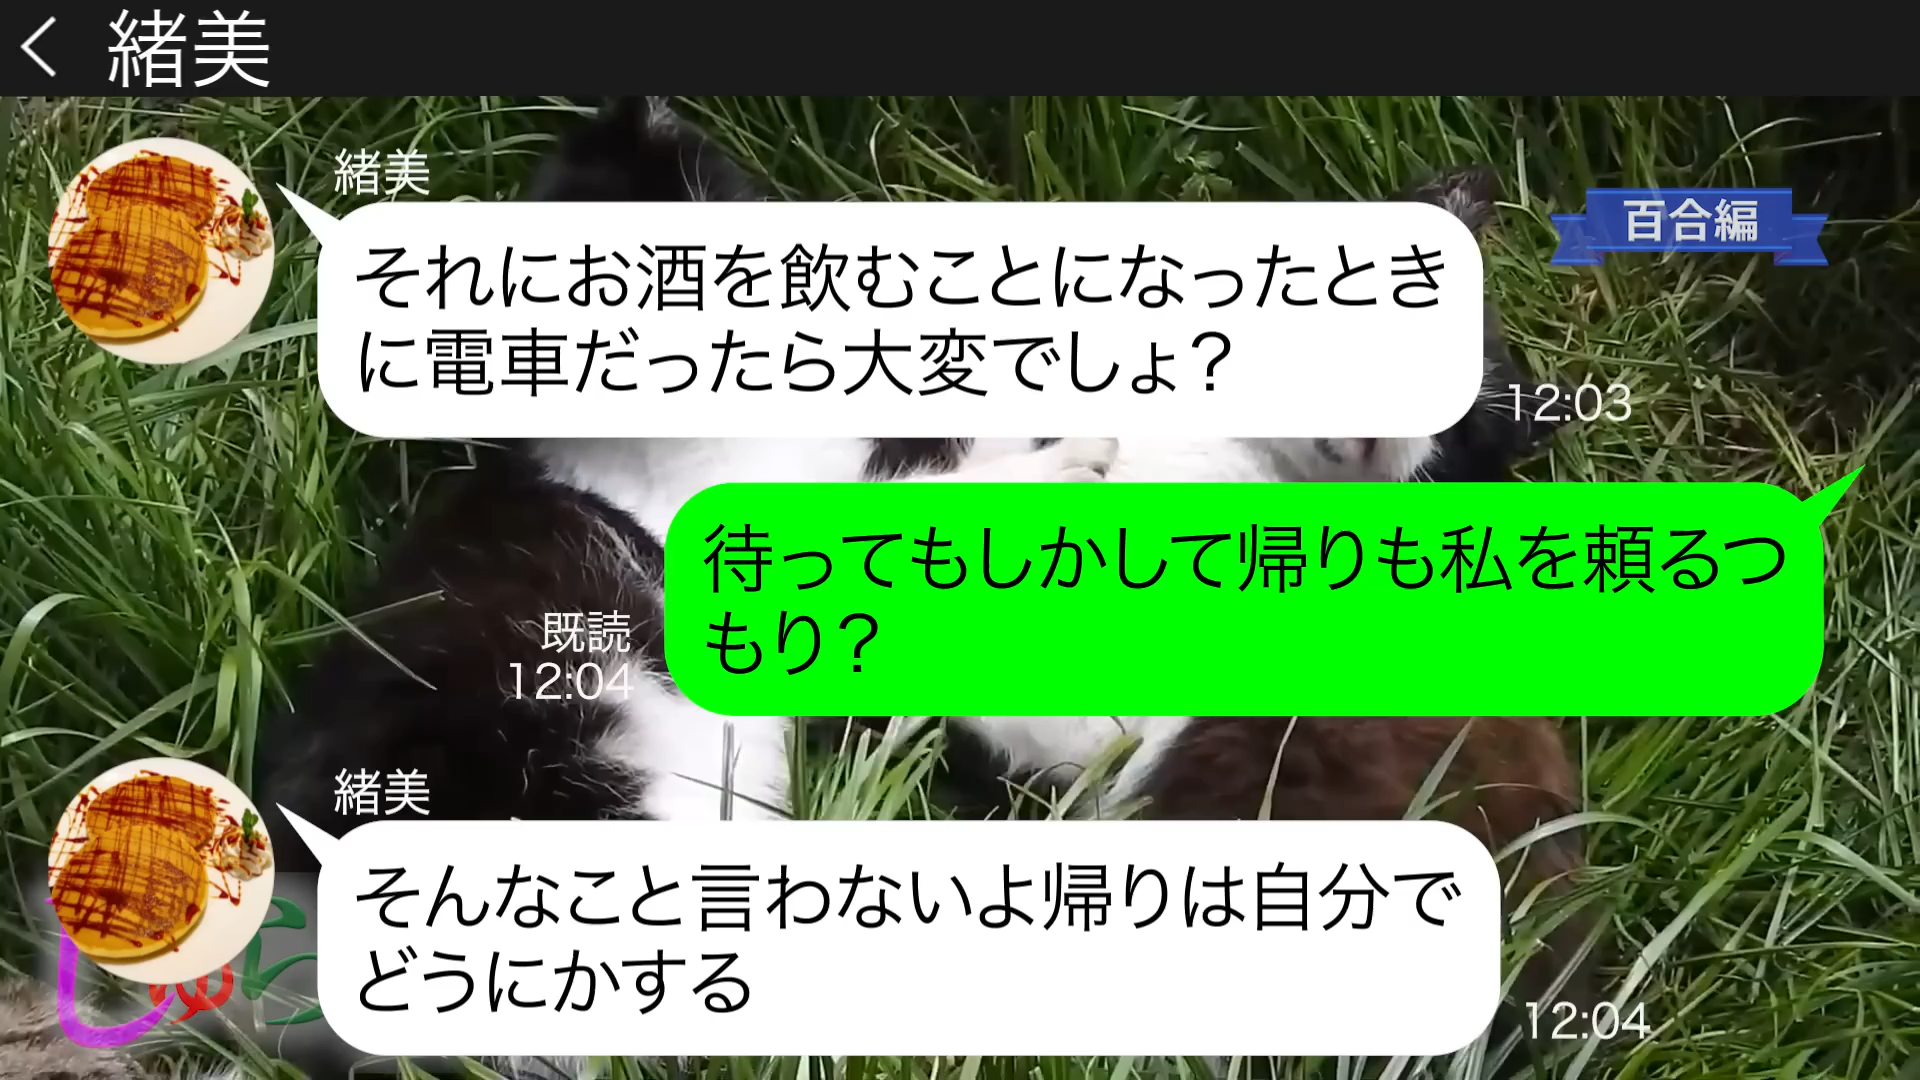 緒美
緒美
百合編
それにお酒を飲むことになったとき
に電車だったら大変でしょ？
12:03
待ってもしかして帰りも私を頼るつ
もり？
既読
12:04
緒美
そんなこと言わないよ帰りは自分で
どうにかする
12:04